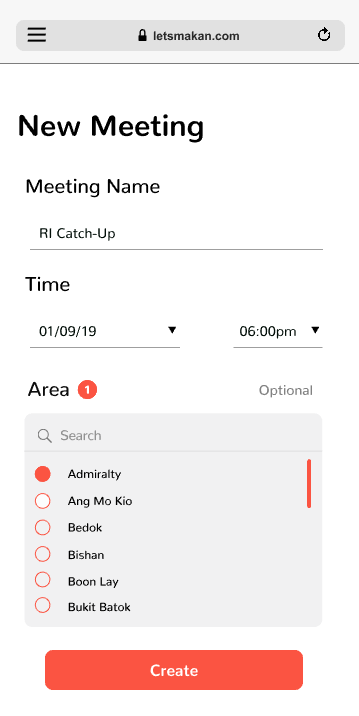 letsmakan.com
New Meeting
Meeting Name
RI Catch-Up
Time
01/09/19 06:00pm
Area 1 Optional
Search
Admiralty
Ang Mo Kio
Bedok
Bishan
Boon Lay
Bukit Batok
Create